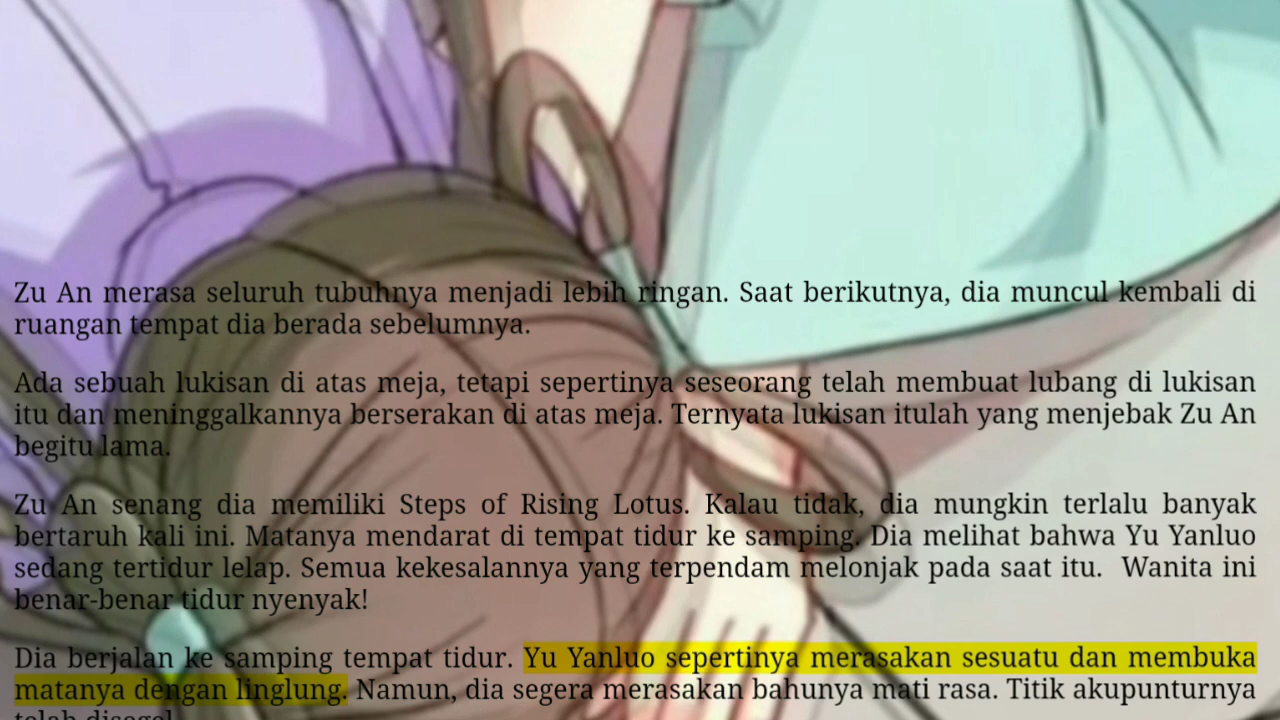 Zu An merasa seluruh tubuhnya menjadi lebih ringan. Saat berikutnya, dia muncul kembali di
ruangan tempat dia berada sebelumnya.
Ada sebuah lukisan di atas meja, tetapi sepertinya seseorang telah membuat lubang di lukisan
itu dan meninggalkannya berserakan di atas meja. Ternyata lukisan itulah yang menjebak Zu An
begitu lama.
Zu An senang dia memiliki Steps of Rising Lotus. Kalau tidak, dia mungkin terlalu banyak
bertaruh kali ini. Matanya mendarat di tempat tidur ke samping. Dia melihat bahwa Yu Yanluo
sedang tertidur lelap. Semua kekesalannya yang terpendam melonjak pada saat itu.  Wanita ini
benar-benar tidur nyenyak!
Dia berjalan ke samping tempat tidur. Yu Yanluo sepertinya merasakan sesuatu dan membuka
matanya dengan linglung. Namun, dia segera merasakan bahunya mati rasa. Titik akupunturnya
telah disegel